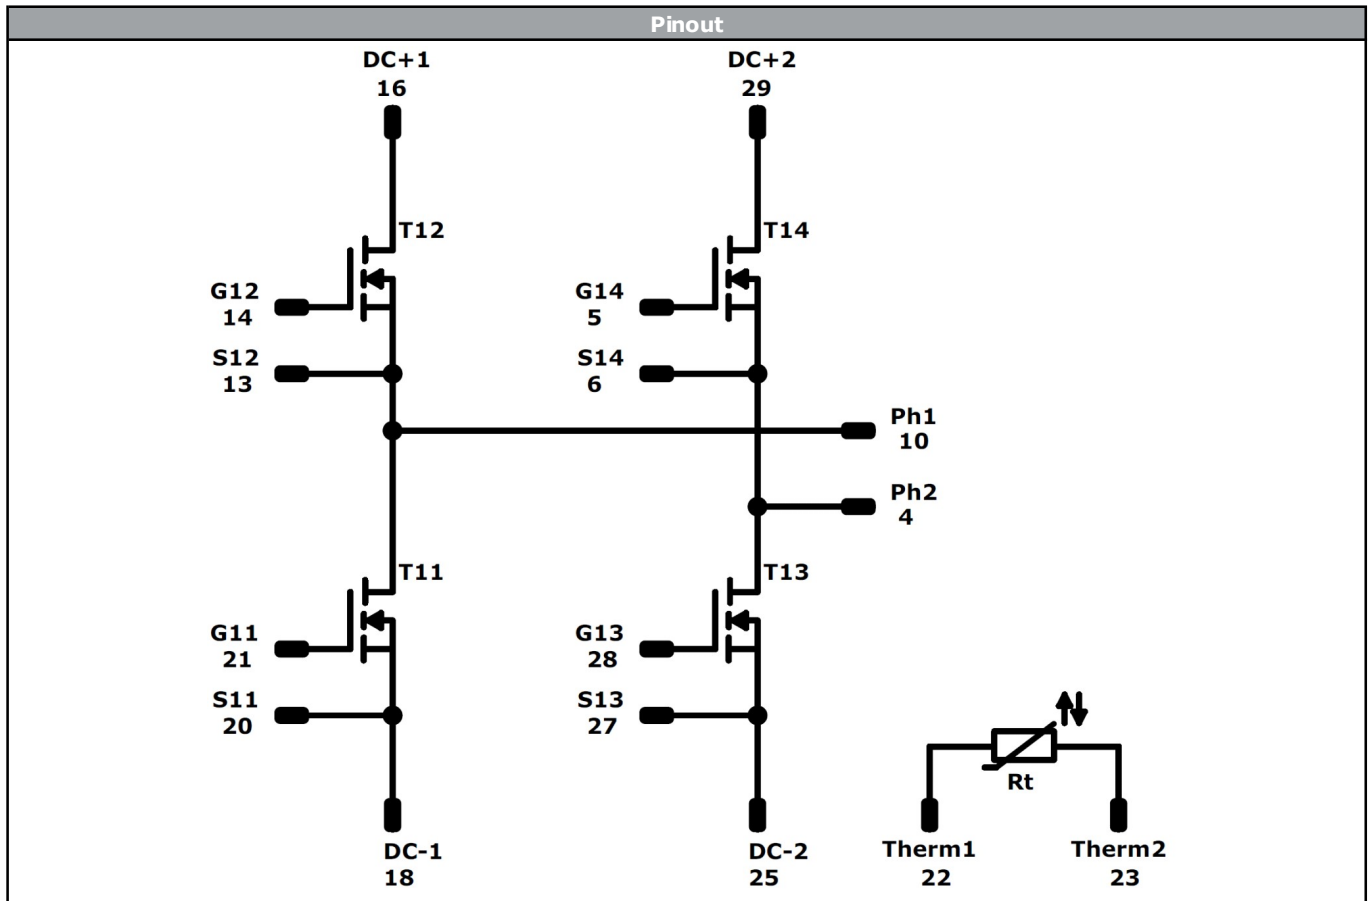 Pinout
DC+1
16
DC+2
29
T12
T14
G12
14
G14
5
S12
13
S14
6
Ph1
10
Ph2
4
T11
T13
G11
21
G13
28
S11
20
S13
27
Rt
DC-1
18
DC-2
25
Therm1
22
Therm2
23